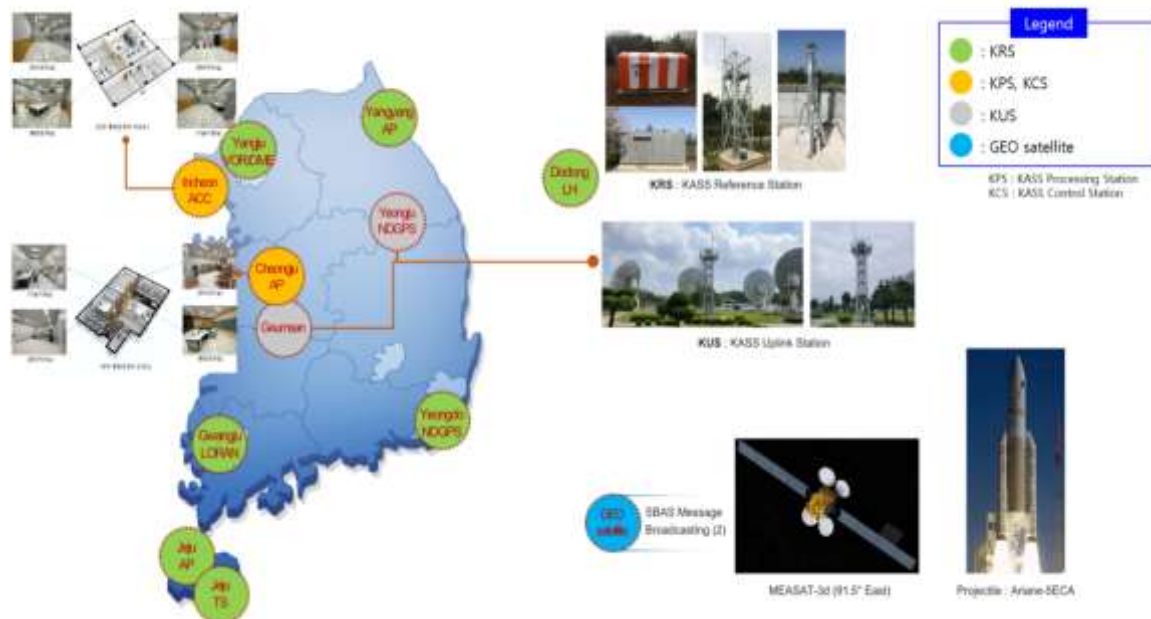 Legend
: KRS
: KPS, KCS
: KUS
: GEO satellite
KPS : KASS Processing Station
KCS : KASS Control Station
Yangyang
AP
Yangju
VOR/DME
Incheon
ACC
Dodong
LH
KRS : KASS Reference Station
Yeongju
NDGPS
Cheongju
AP
Geumsan
KUS : KASS Uplink Station
Yeongdo
NDGPS
Gwangju
LORAN
GEO
satellite
SBAS Message
Broadcasting (2)
Jeju
AP
Jeju
TS
MEASAT-3d (91.5° East)
Projectile : Ariane-5ECA